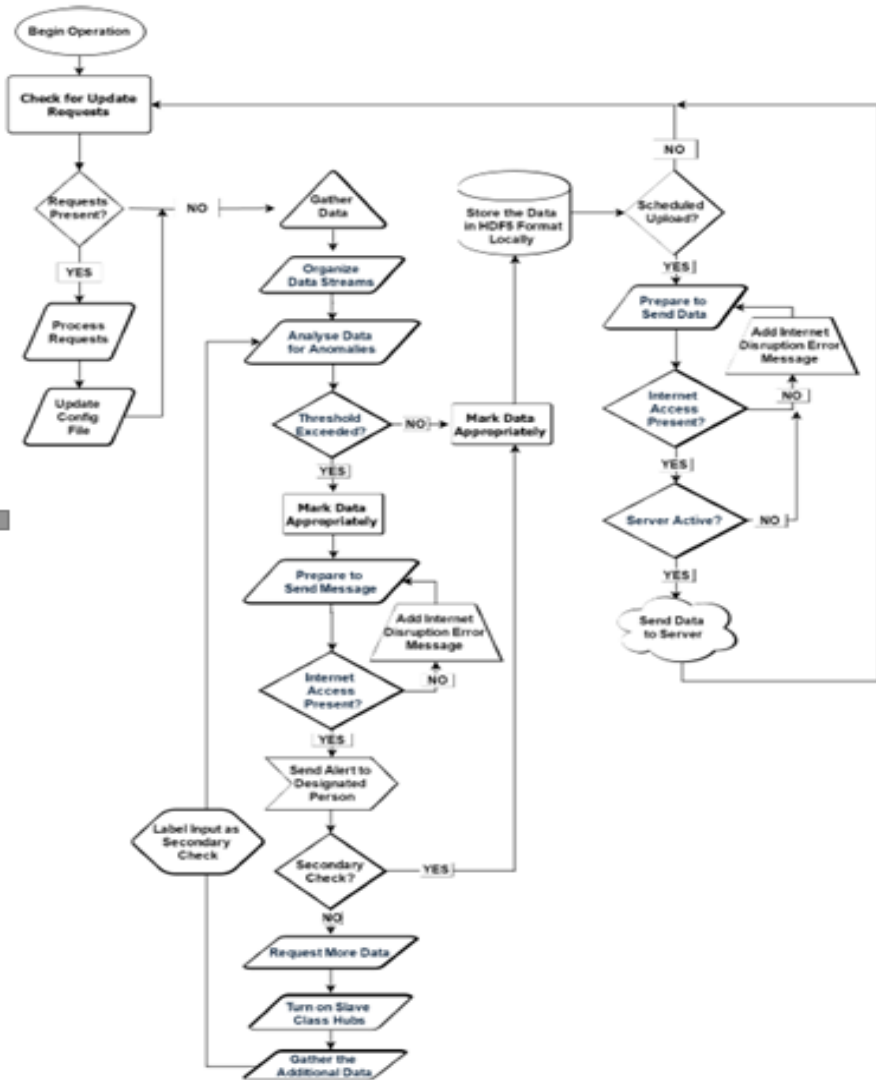 Begin Operation
Check for Update
Requests
Requests
Present?
NO
YES
Process
Requests
Update
Config
File
Gather
Data
Organize
Data Streams
Analyse Data
for Anomalies
Threshold
Exceeded?
NO
Mark Data
Appropriately
YES
Mark Data
Appropriately
Prepare to
Send Message
Add Internet
Disruption Error
Message
Internet
Access
Present?
NO
YES
Send Alert to
Designated
Person
Label Input as
Secondary
Check
Secondary
Check?
YES
NO
Request More Data
Turn on Slave
Class Hubs
Gather the
Additional Data
Store the Data
in HDF5 Format
Locally
NO
Scheduled
Upload?
YES
Prepare to
Send Data
Add Internet
Disruption Error
Message
Internet
Access
Present?
NO
YES
Server Active?
NO
YES
Send Data
to Server